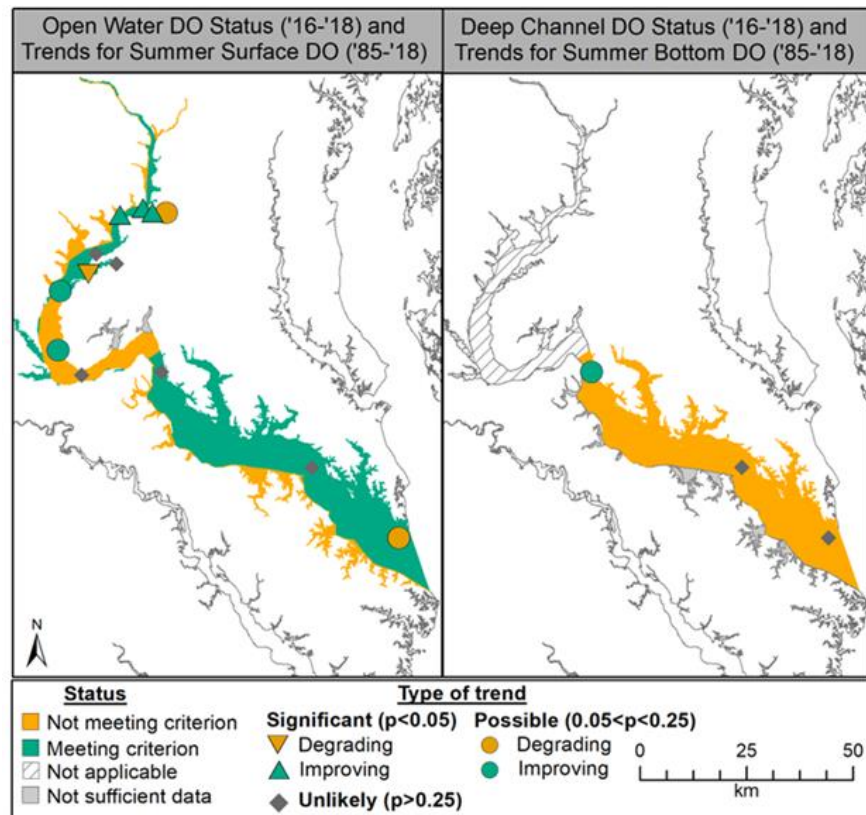 Open Water DO Status ('16-'18) and
Trends for Summer Surface DO ('85-'18)
Deep Channel DO Status ('16-'18) and
Trends for Summer Bottom DO ('85-'18)
N
Status
Not meeting criterion
Meeting criterion
Not applicable
Not sufficient data
Type of trend
Significant (p<0.05)
Degrading
Improving
Unlikely (p>0.25)
Possible (0.05<p<0.25)
Degrading
Improving
0 25 50
km